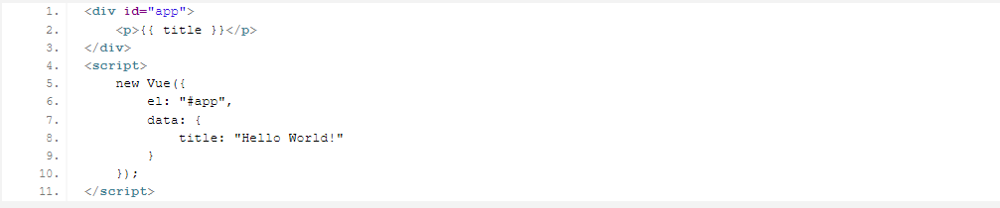 1. <div id="app">
2.     <p>{{ title }}</p>
3. </div>
4. <script>
5.     new Vue({
6.         el: "#app",
7.         data: {
8.             title: "Hello World!"
9.         }
10.     });
11. </script>